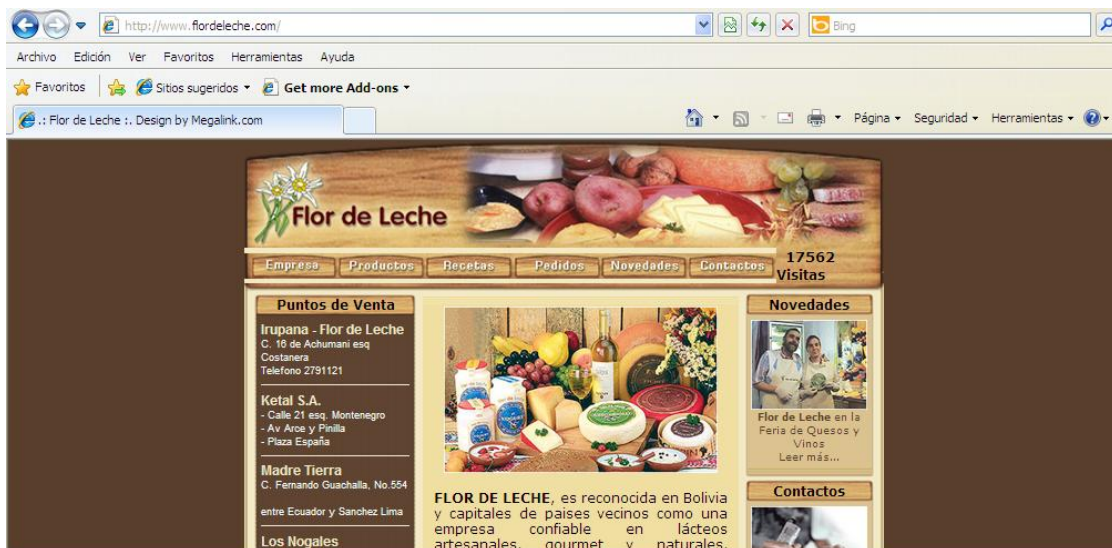 http://www.flordeleche.com/
Bing
Archivo Edición Ver Favoritos Herramientas Ayuda
Favoritos Sitios sugeridos Get more Add-ons
.: Flor de Leche :. Design by Megalink.com
Página Seguridad Herramientas
Flor de Leche
Empresa Productos Recetas Pedidos Novedades Contactos
17562
Visitas
Puntos de Venta
Irupana - Flor de Leche
C. 16 de Achumani esq
Costanera
Telefono 2791121
Ketal S.A.
- Calle 21 esq. Montenegro
- Av Arce y Pinilla
- Plaza España
Madre Tierra
C. Fernando Guachalla, No.554
entre Ecuador y Sanchez Lima
Los Nogales
FLOR DE LECHE, es reconocida en Bolivia
y capitales de paises vecinos como una
empresa confiable en lácteos
artesanales, gourmet y naturales.
Novedades
Flor de Leche en la
Feria de Quesos y
Vinos
Leer más...
Contactos